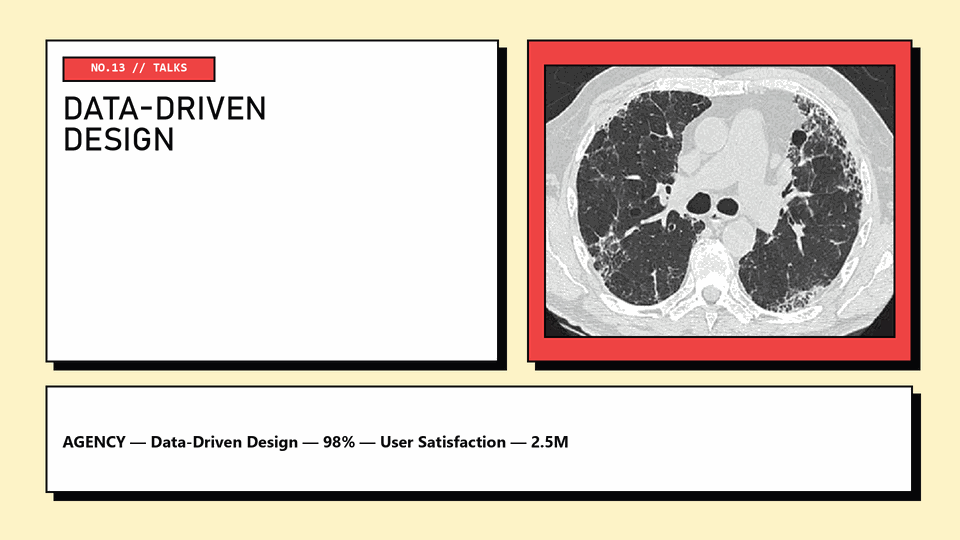 NO.13 // TALKS
DATA-DRIVEN
DESIGN
AGENCY — Data-Driven Design — 98% — User Satisfaction — 2.5M